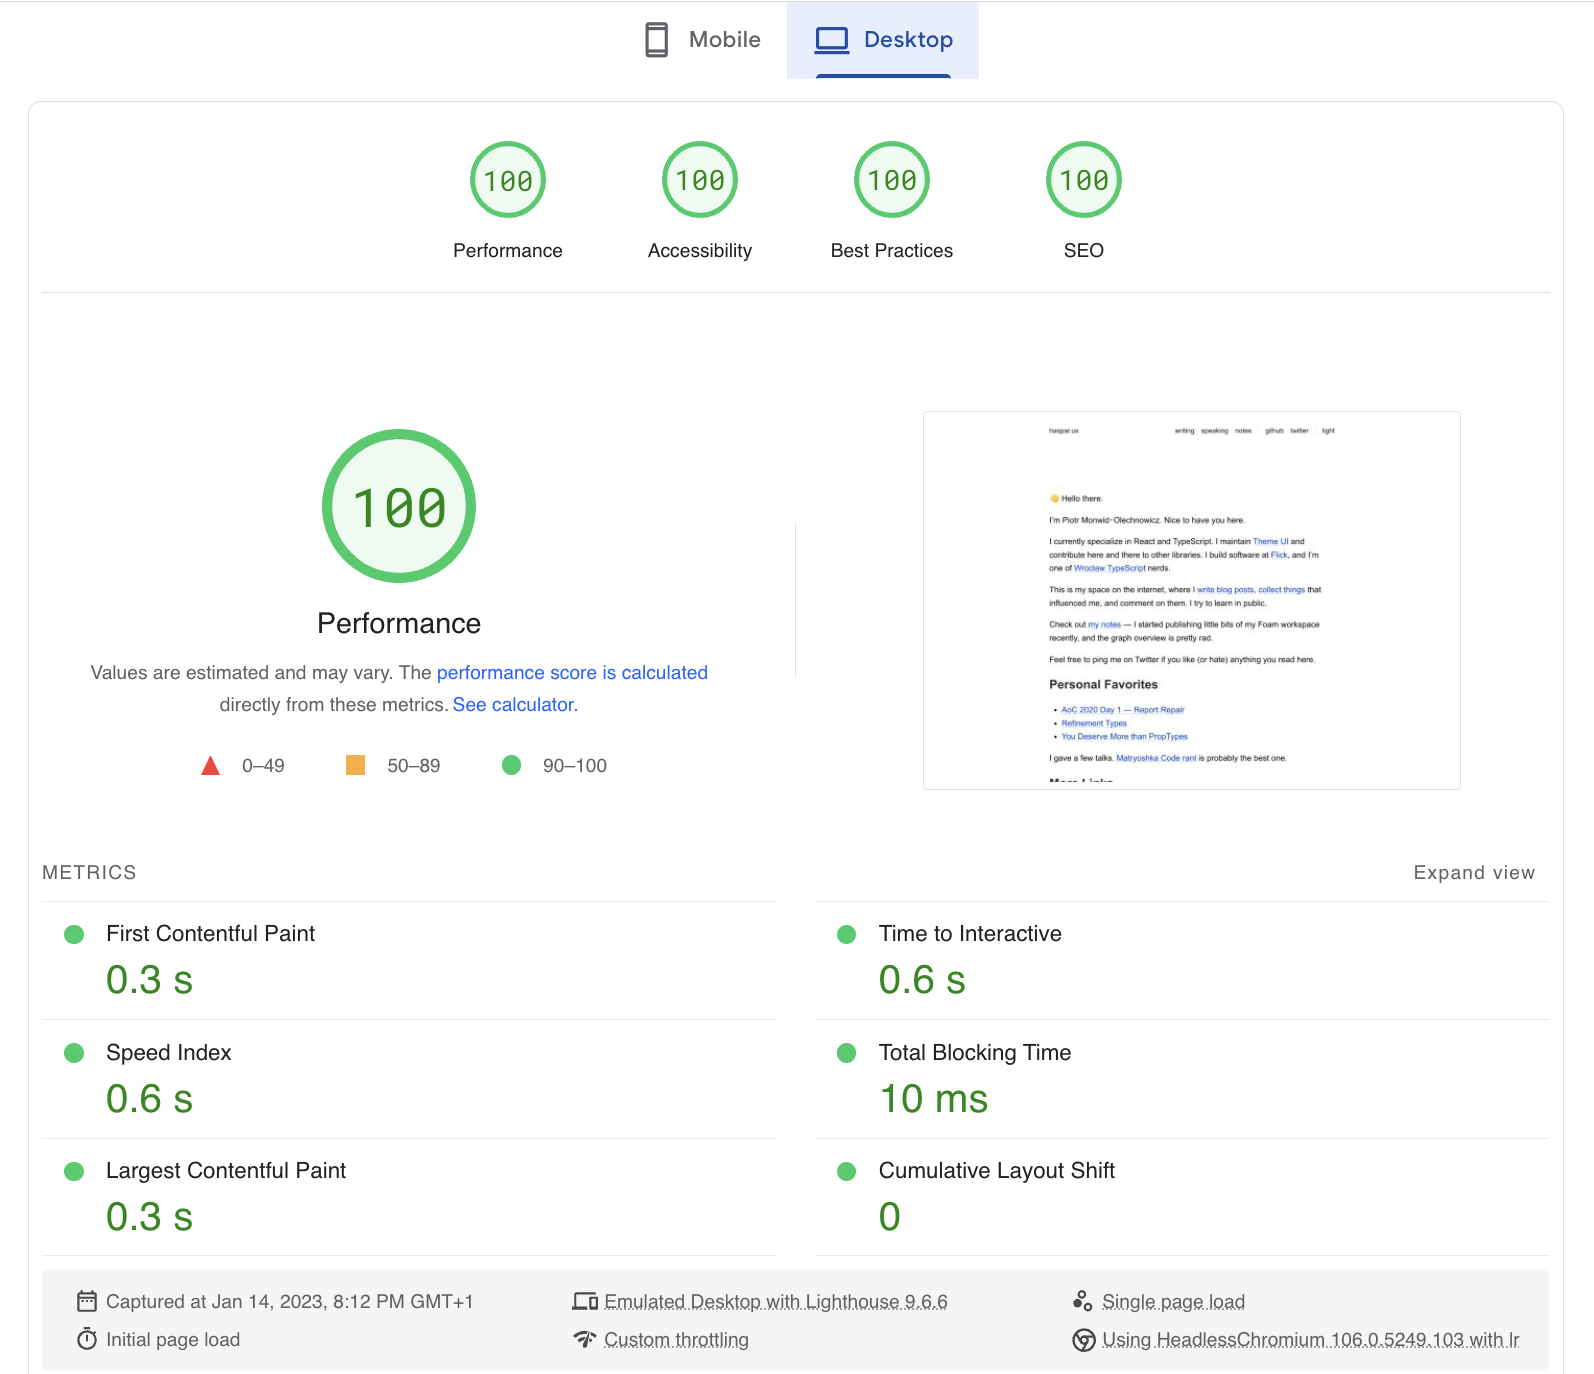 Mobile
Desktop
100
100
100
100
Performance
Accessibility
Best Practices
SEO
100
Performance
Values are estimated and may vary. The performance score is calculated
directly from these metrics. See calculator.
0–49
50–89
90–100
haspar.us
writing speaking notes github twitter light
👋 Hello there.
I'm Piotr Monwid-Olechnowicz. Nice to have you here.
I currently specialize in React and TypeScript. I maintain Theme UI and
contribute here and there to other libraries. I build software at Flick, and I'm
one of Wrocław TypeScript nerds.
This is my space on the internet, where I write blog posts, collect things that
influenced me, and comment on them. I try to learn in public.
Check out my notes — I started publishing little bits of my Foam workspace
recently, and the graph overview is pretty rad.
Feel free to ping me on Twitter if you like (or hate) anything you read here.
Personal Favorites
• AoC 2020 Day 1 — Report Repair
• Refinement Types
• You Deserve More than PropTypes
I gave a few talks. Matryoshka Code rant is probably the best one.
More Links
METRICS
Expand view
First Contentful Paint
0.3 s
Time to Interactive
0.6 s
Speed Index
0.6 s
Total Blocking Time
10 ms
Largest Contentful Paint
0.3 s
Cumulative Layout Shift
0
Captured at Jan 14, 2023, 8:12 PM GMT+1
Emulated Desktop with Lighthouse 9.6.6
Single page load
Initial page load
Custom throttling
Using HeadlessChromium 106.0.5249.103 with lr